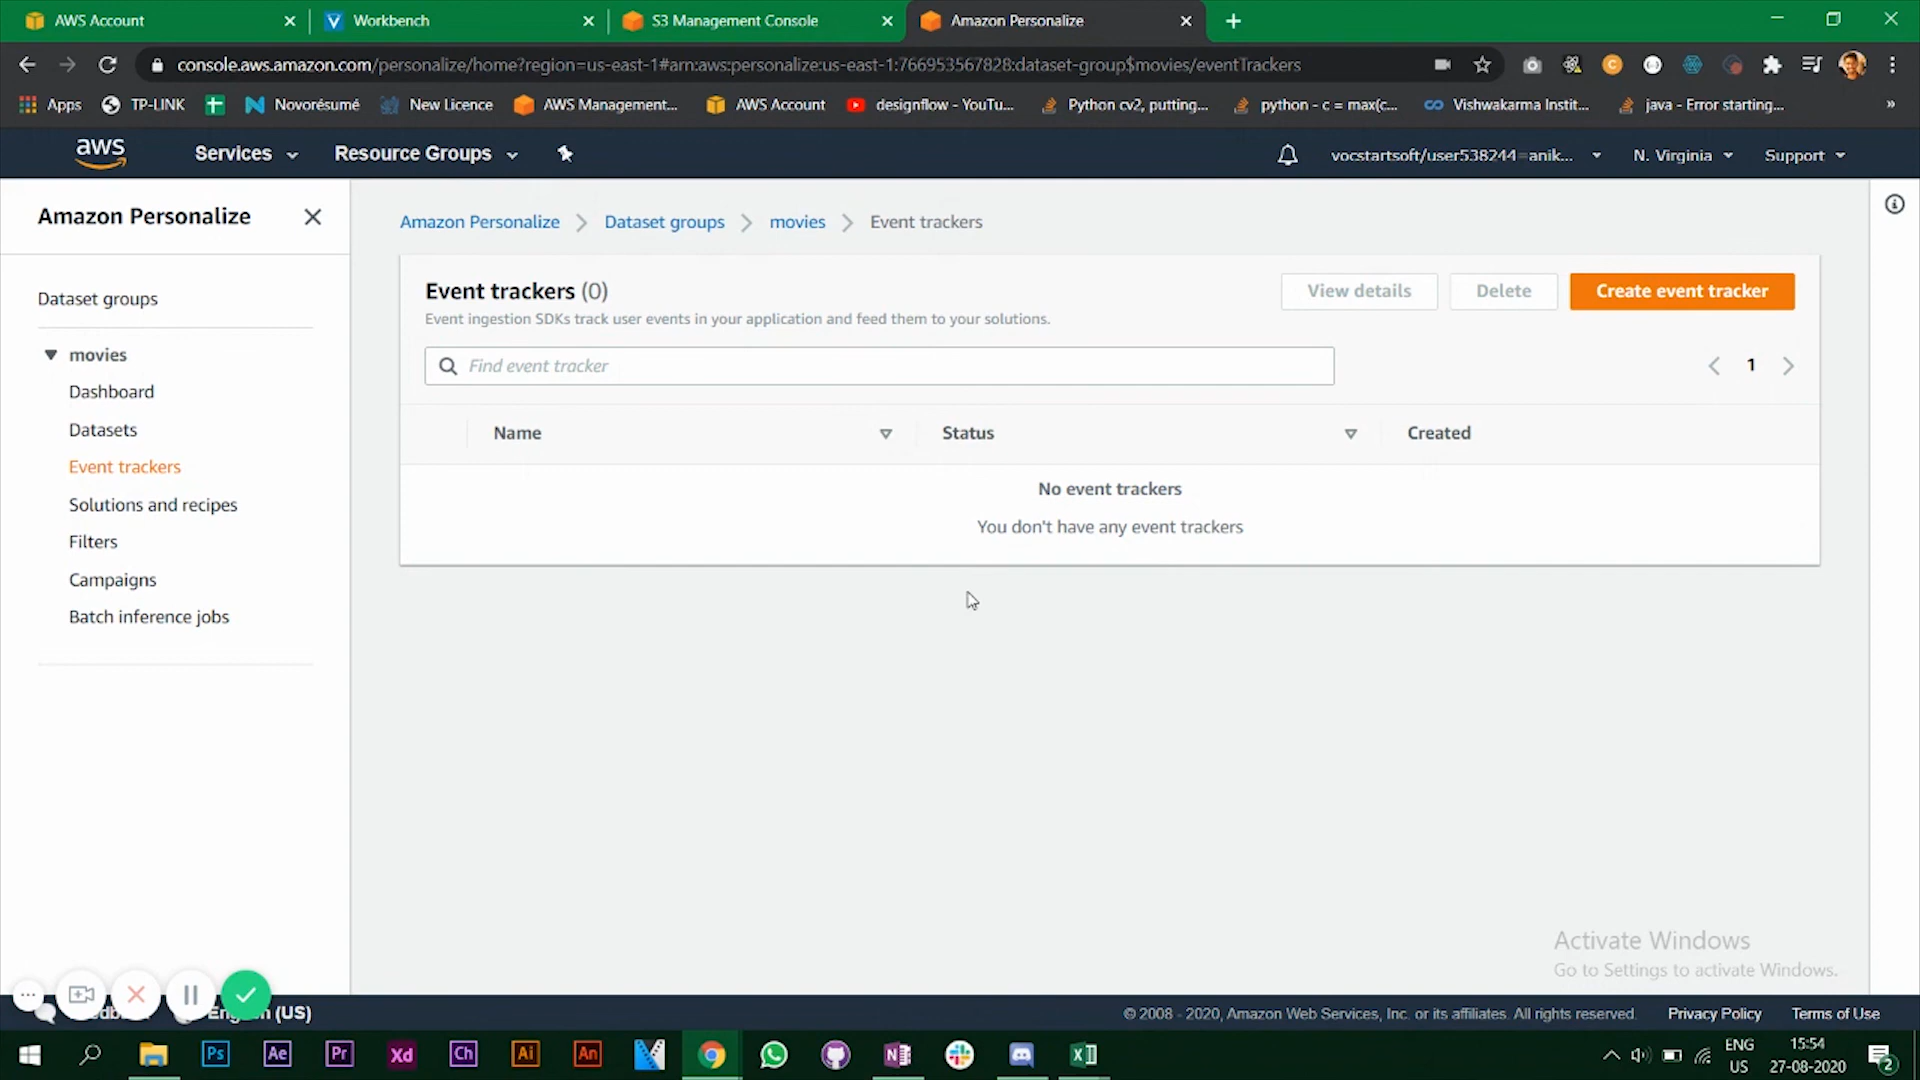 AWS Account
Workbench
S3 Management Console
Amazon Personalize
console.aws.amazon.com/personalize/home?region=us-east-1#arn:aws:personalize:us-east-1:766953567828:dataset-group$movies/eventTrackers
Apps
TP-LINK
Novorésumé
New Licence
AWS Management...
AWS Account
designflow - YouTu...
Python cv2, putting...
python - c = max(c...
Vishwakarma Instit...
java - Error starting...
»
aws
Services
Resource Groups
vocstartsoft/user538244=anik...
N. Virginia
Support
Amazon Personalize
Dataset groups
movies
Dashboard
Datasets
Event trackers
Solutions and recipes
Filters
Campaigns
Batch inference jobs
Amazon Personalize
Dataset groups
movies
Event trackers
Event trackers (0)
Event ingestion SDKs track user events in your application and feed them to your solutions.
View details
Delete
Create event tracker
Find event tracker
1
Name
Status
Created
No event trackers
You don't have any event trackers
Activate Windows
Go to Settings to activate Windows.
(US)
© 2008 - 2020, Amazon Web Services, Inc. or its affiliates. All rights reserved.
Privacy Policy
Terms of Use
Ps
Ae
Pr
Xd
Ch
Ai
An
ENG
US
15:54
27-08-2020
2